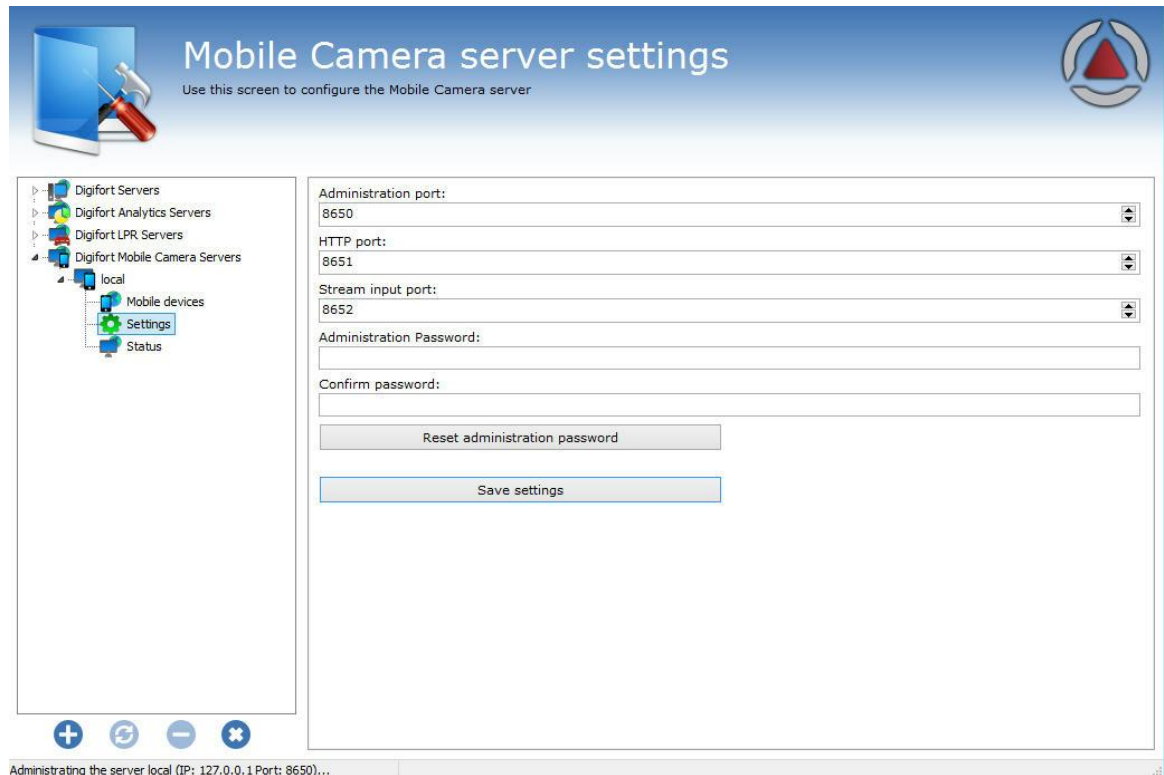 Mobile Camera server settings
Use this screen to configure the Mobile Camera server
Digifort Servers
Digifort Analytics Servers
Digifort LPR Servers
Digifort Mobile Camera Servers
local
Mobile devices
Settings
Status
Administration port:
8650
HTTP port:
8651
Stream input port:
8652
Administration Password:
Confirm password:
Reset administration password
Save settings
Administrating the server local (IP: 127.0.0.1 Port: 8650)...